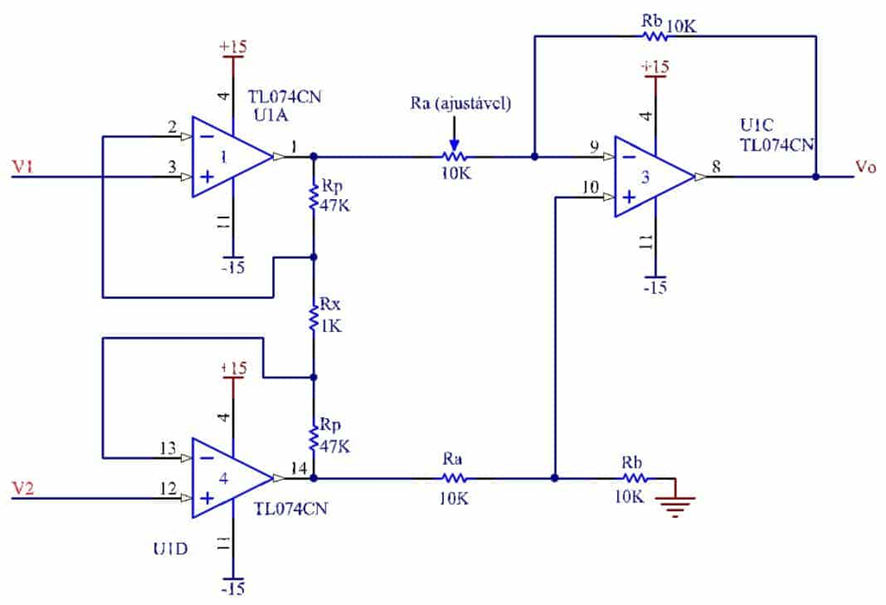 Rb 10K
+15
+15
4
TL074CN
U1A
4
Ra (ajustável)
U1C
TL074CN
2
1
1
9
8
V1
3
Rp
47K
10K
10
3
Vo
11
-15
11
-15
Rx
1K
+15
4
Rp
47K
13
14
Ra
Rb
4
V2
12
TL074CN
10K
10K
U1D
11
-15